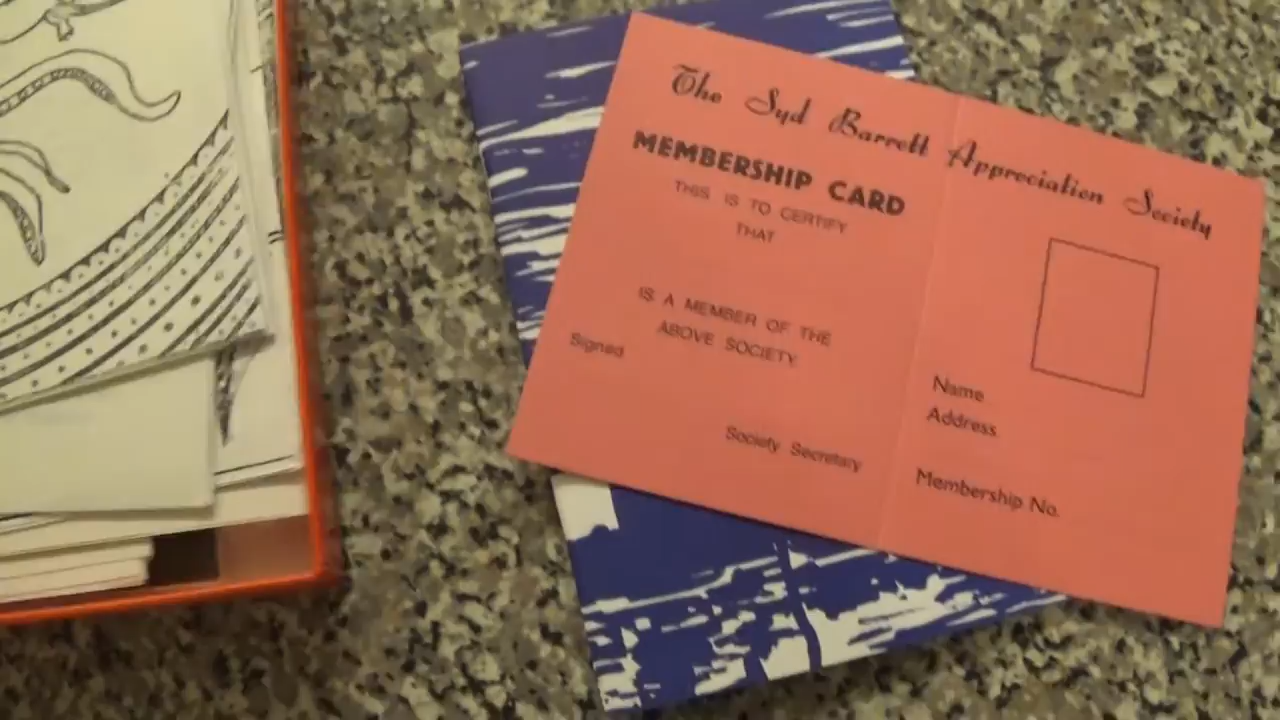 The Syd Barrett Appreciation Society
MEMBERSHIP CARD
THIS IS TO CERTIFY
THAT
IS A MEMBER OF THE
ABOVE SOCIETY
Signed
Society Secretary
Name
Address
Membership No.